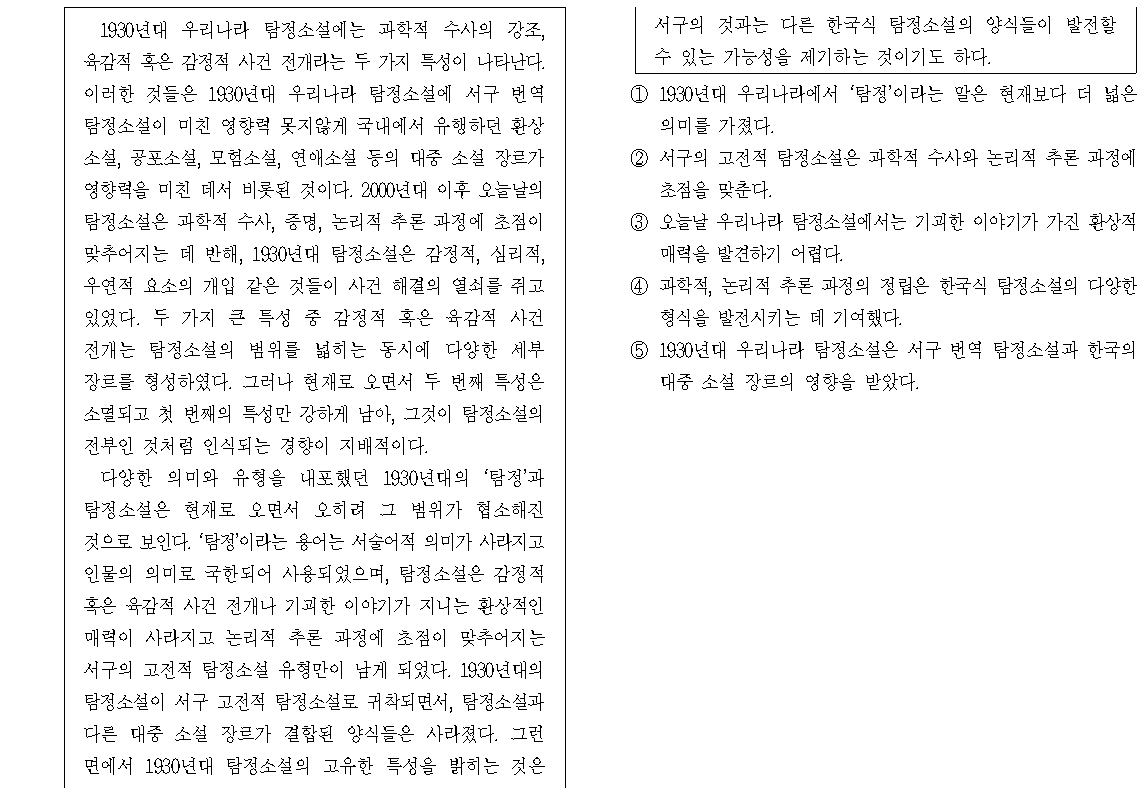 1930년대 우리나라 탐정소설에는 과학적 수사의 강조,
육감적 혹은 감정적 사건 전개라는 두 가지 특성이 나타난다.
이러한 것들은 1930년대 우리나라 탐정소설에 서구 번역
탐정소설이 미친 영향력 못지않게 국내에서 유행하던 환상
소설, 공포소설, 모험소설, 연애소설 등의 대중 소설 장르가
영향력을 미친 데서 비롯된 것이다. 2000년대 이후 오늘날의
탐정소설은 과학적 수사, 증명, 논리적 추론 과정에 초점이
맞추어지는 데 반해, 1930년대 탐정소설은 감정적, 심리적,
우연적 요소의 개입 같은 것들이 사건 해결의 열쇠를 쥐고
있었다. 두 가지 큰 특성 중 감정적 혹은 육감적 사건
전개는 탐정소설의 범위를 넓히는 동시에 다양한 세부
장르를 형성하였다. 그러나 현재로 오면서 두 번째 특성은
소멸되고 첫 번째의 특성만 강하게 남아, 그것이 탐정소설의
전부인 것처럼 인식되는 경향이 지배적이다.
다양한 의미와 유형을 내포했던 1930년대의 ‘탐정’과
탐정소설은 현재로 오면서 오히려 그 범위가 협소해진
것으로 보인다. ‘탐정’이라는 용어는 서술어적 의미가 사라지고
인물의 의미로 국한되어 사용되었으며, 탐정소설은 감정적
혹은 육감적 사건 전개나 기괴한 이야기가 지니는 환상적인
매력이 사라지고 논리적 추론 과정에 초점이 맞추어지는
서구의 고전적 탐정소설 유형만이 남게 되었다. 1930년대의
탐정소설이 서구 고전적 탐정소설로 귀착되면서, 탐정소설과
다른 대중 소설 장르가 결합된 양식들은 사라졌다. 그런
면에서 1930년대 탐정소설의 고유한 특성을 밝히는 것은
서구의 것과는 다른 한국식 탐정소설의 양식들이 발전할
수 있는 가능성을 제기하는 것이기도 하다.
① 1930년대 우리나라에서 ‘탐정’이라는 말은 현재보다 더 넓은
의미를 가졌다.
② 서구의 고전적 탐정소설은 과학적 수사와 논리적 추론 과정에
초점을 맞춘다.
③ 오늘날 우리나라 탐정소설에서는 기괴한 이야기가 가진 환상적
매력을 발견하기 어렵다.
④ 과학적, 논리적 추론 과정의 정립은 한국식 탐정소설의 다양한
형식을 발전시키는 데 기여했다.
⑤ 1930년대 우리나라 탐정소설은 서구 번역 탐정소설과 한국의
대중 소설 장르의 영향을 받았다.